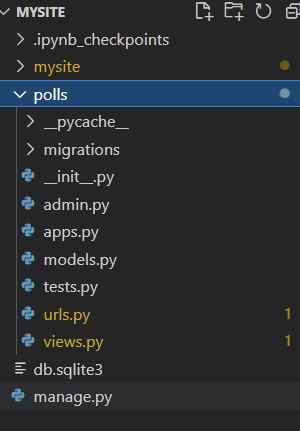 MYSITE
.ipynb_checkpoints
mysite
polls
__pycache__
migrations
__init__.py
admin.py
apps.py
models.py
tests.py
urls.py 1
views.py 1
db.sqlite3
manage.py